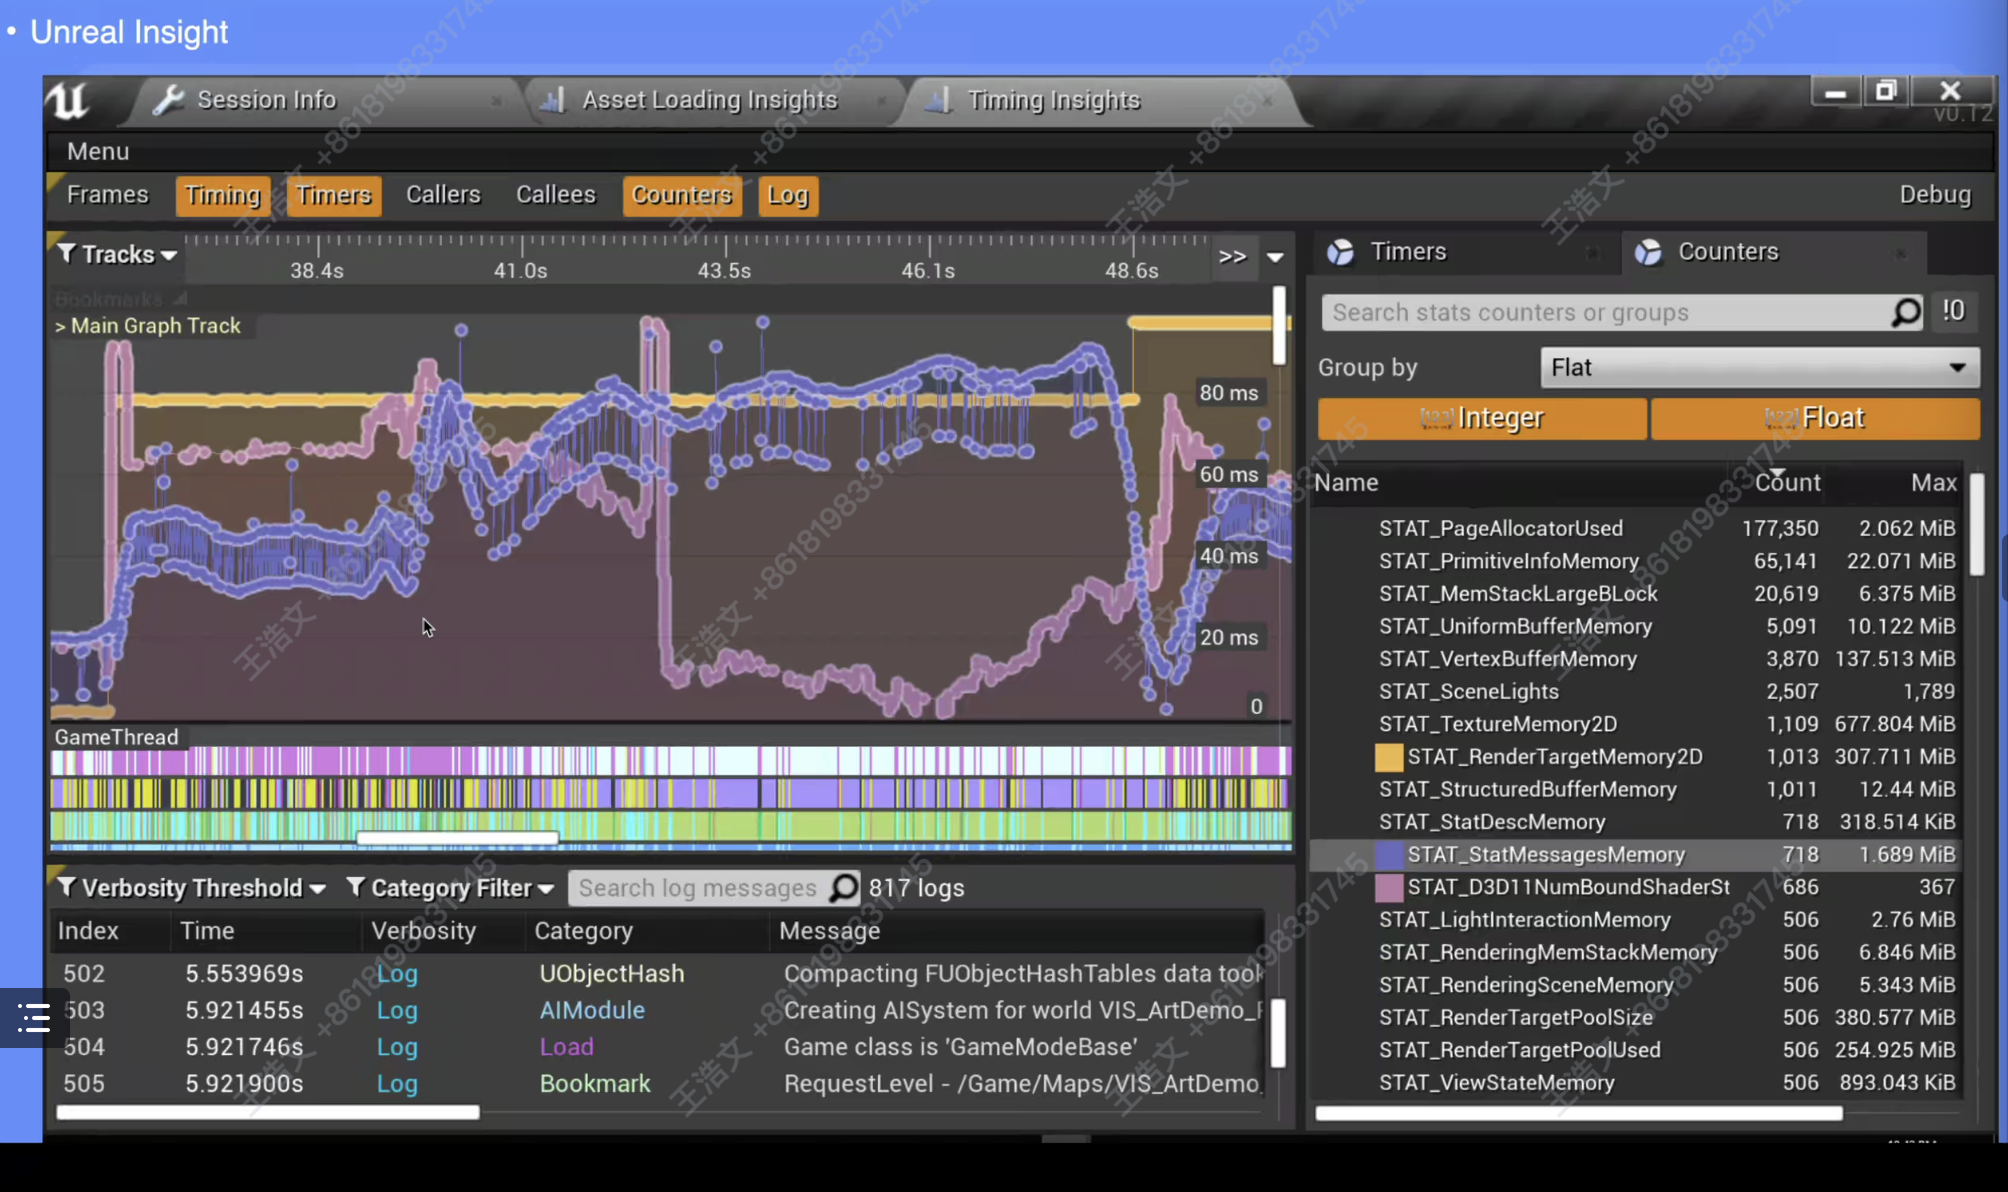 • Unreal Insight
Session Info
Asset Loading Insights
Timing Insights
v0.12
Menu
Frames Timing Timers Callers Callees Counters Log Debug
Tracks
38.4s 41.0s 43.5s 46.1s 48.6s >>
Bookmarks
> Main Graph Track
80 ms
60 ms
40 ms
20 ms
0
GameThread
Verbosity Threshold Category Filter Search log messages 817 logs
Index Time Verbosity Category Message
502 5.553969s Log UObjectHash Compacting FUObjectHashTables data took
503 5.921455s Log AIModule Creating AISystem for world VIS_ArtDemo_
504 5.921746s Log Load Game class is 'GameModeBase'
505 5.921900s Log Bookmark RequestLevel - /Game/Maps/VIS_ArtDemo_
Timers Counters
Search stats counters or groups !0
Group by Flat
[123] Integer [123] Float
Name Count Max
STAT_PageAllocatorUsed 177,350 2.062 MiB
STAT_PrimitiveInfoMemory 65,141 22.071 MiB
STAT_MemStackLargeBLock 20,619 6.375 MiB
STAT_UniformBufferMemory 5,091 10.122 MiB
STAT_VertexBufferMemory 3,870 137.513 MiB
STAT_SceneLights 2,507 1,789
STAT_TextureMemory2D 1,109 677.804 MiB
STAT_RenderTargetMemory2D 1,013 307.711 MiB
STAT_StructuredBufferMemory 1,011 12.44 MiB
STAT_StatDescMemory 718 318.514 KiB
STAT_StatMessagesMemory 718 1.689 MiB
STAT_D3D11NumBoundShaderSt 686 367
STAT_LightInteractionMemory 506 2.76 MiB
STAT_RenderingMemStackMemory 506 6.846 MiB
STAT_RenderingSceneMemory 506 5.343 MiB
STAT_RenderTargetPoolSize 506 380.577 MiB
STAT_RenderTargetPoolUsed 506 254.925 MiB
STAT_ViewStateMemory 506 893.043 KiB
王浩文 +8618198331745